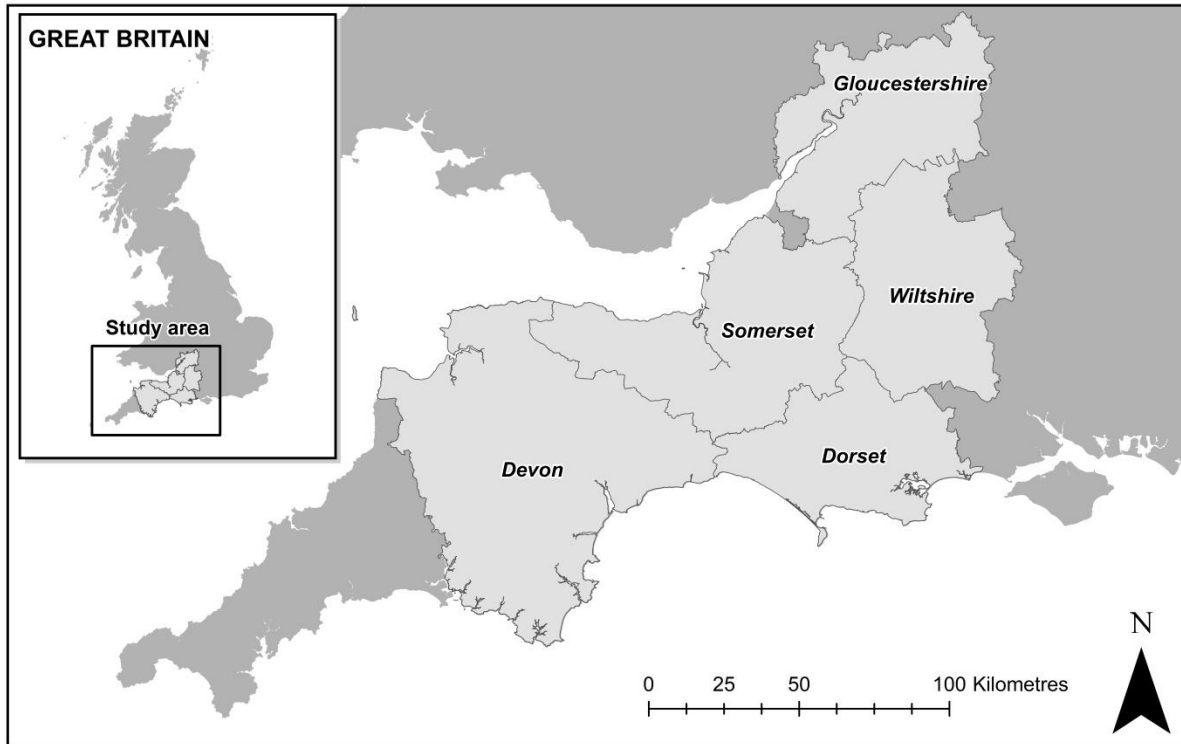 GREAT BRITAIN
Study area
Gloucestershire
Wiltshire
Somerset
Devon
Dorset
N
0 25 50 100 Kilometres